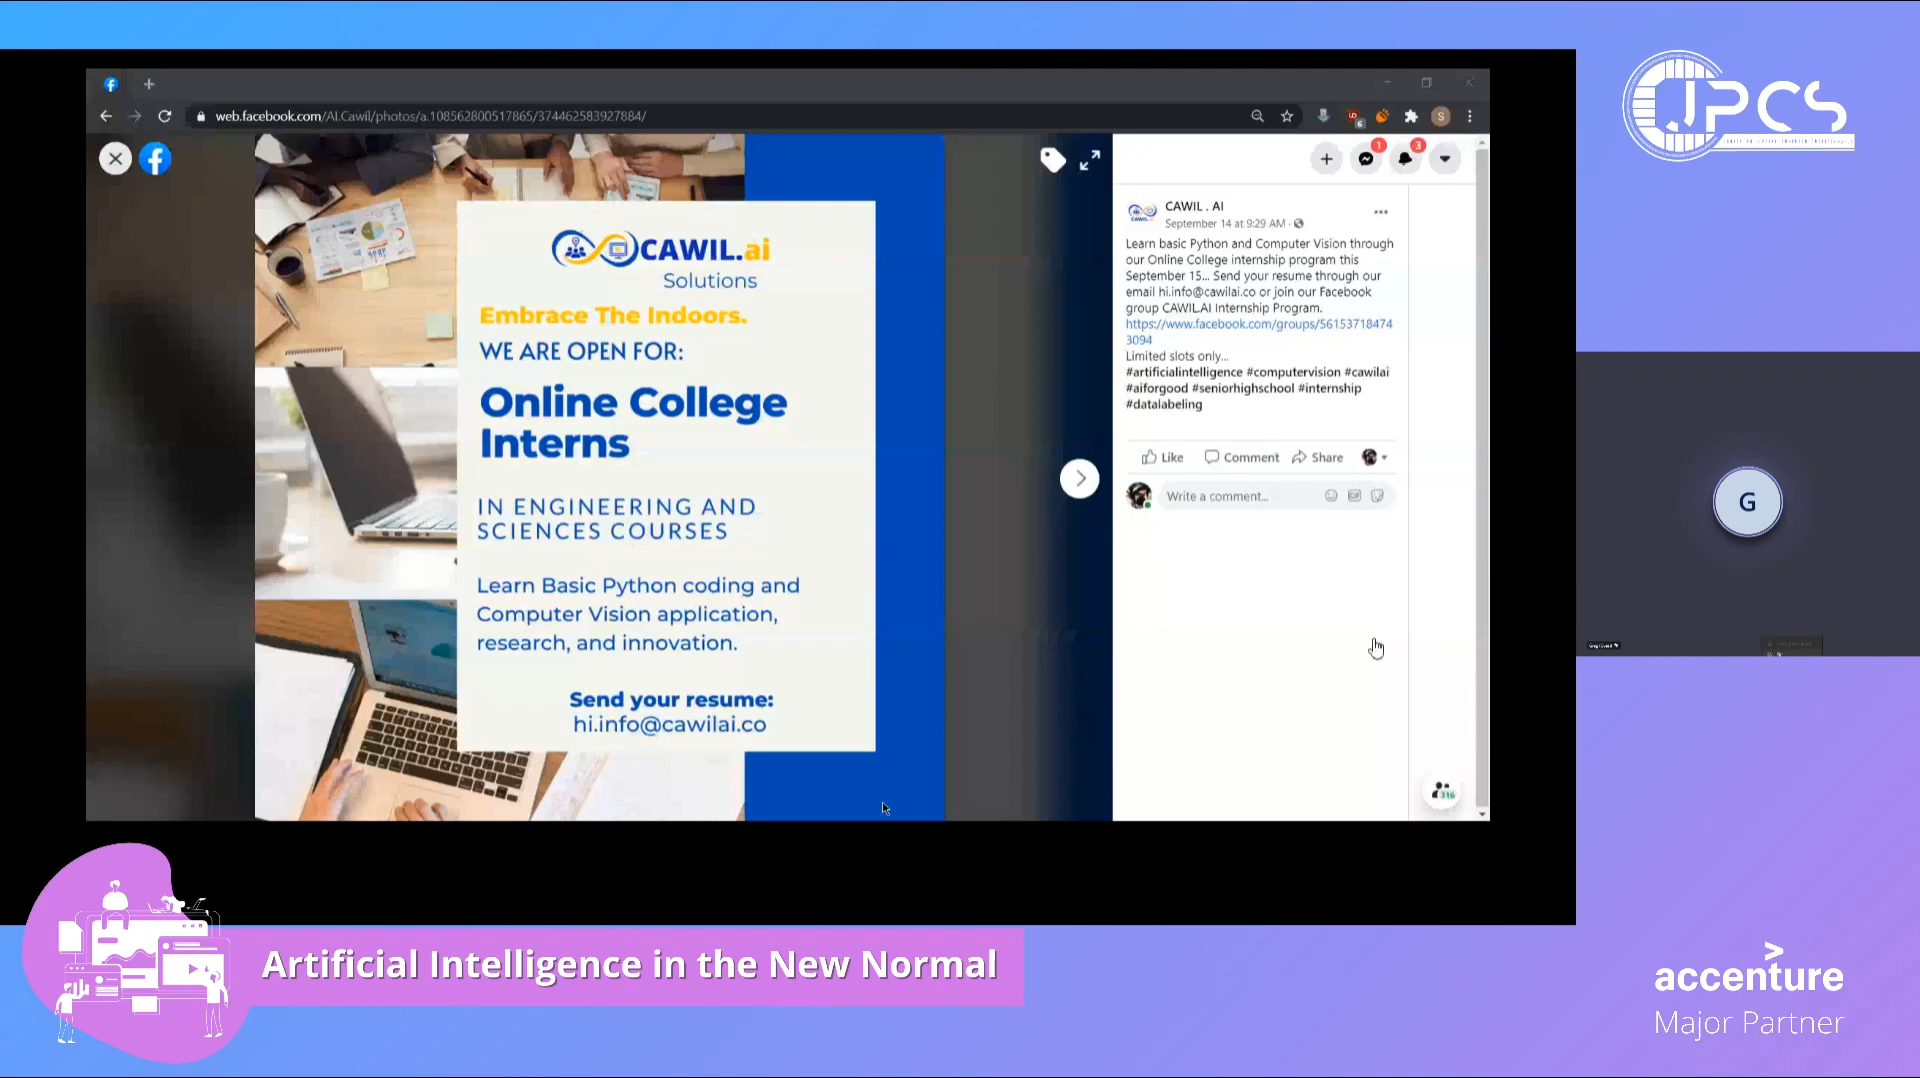 web.facebook.com/AI.Cawil/photos/a.108562800517865/374462583927884/
S
6
JPCS
1
3
CAWIL.ai
Solutions
Embrace The Indoors.
WE ARE OPEN FOR:
Online College
Interns
IN ENGINEERING AND
SCIENCES COURSES
Learn Basic Python coding and
Computer Vision application,
research, and innovation.
Send your resume:
hi.info@cawilai.co
CAWIL . AI
September 14 at 9:29 AM ·
Learn basic Python and Computer Vision through
our Online College internship program this
September 15... Send your resume through our
email hi.info@cawilai.co or join our Facebook
group CAWIL.AI Internship Program.
https://www.facebook.com/groups/56153718474
3094
Limited slots only...
#artificialintelligence #computervision #cawilai
#aiforgood #seniorhighschool #internship
#datalabeling
Like Comment Share
Write a comment...
GIF
316
G
Artificial Intelligence in the New Normal
accenture
Major Partner